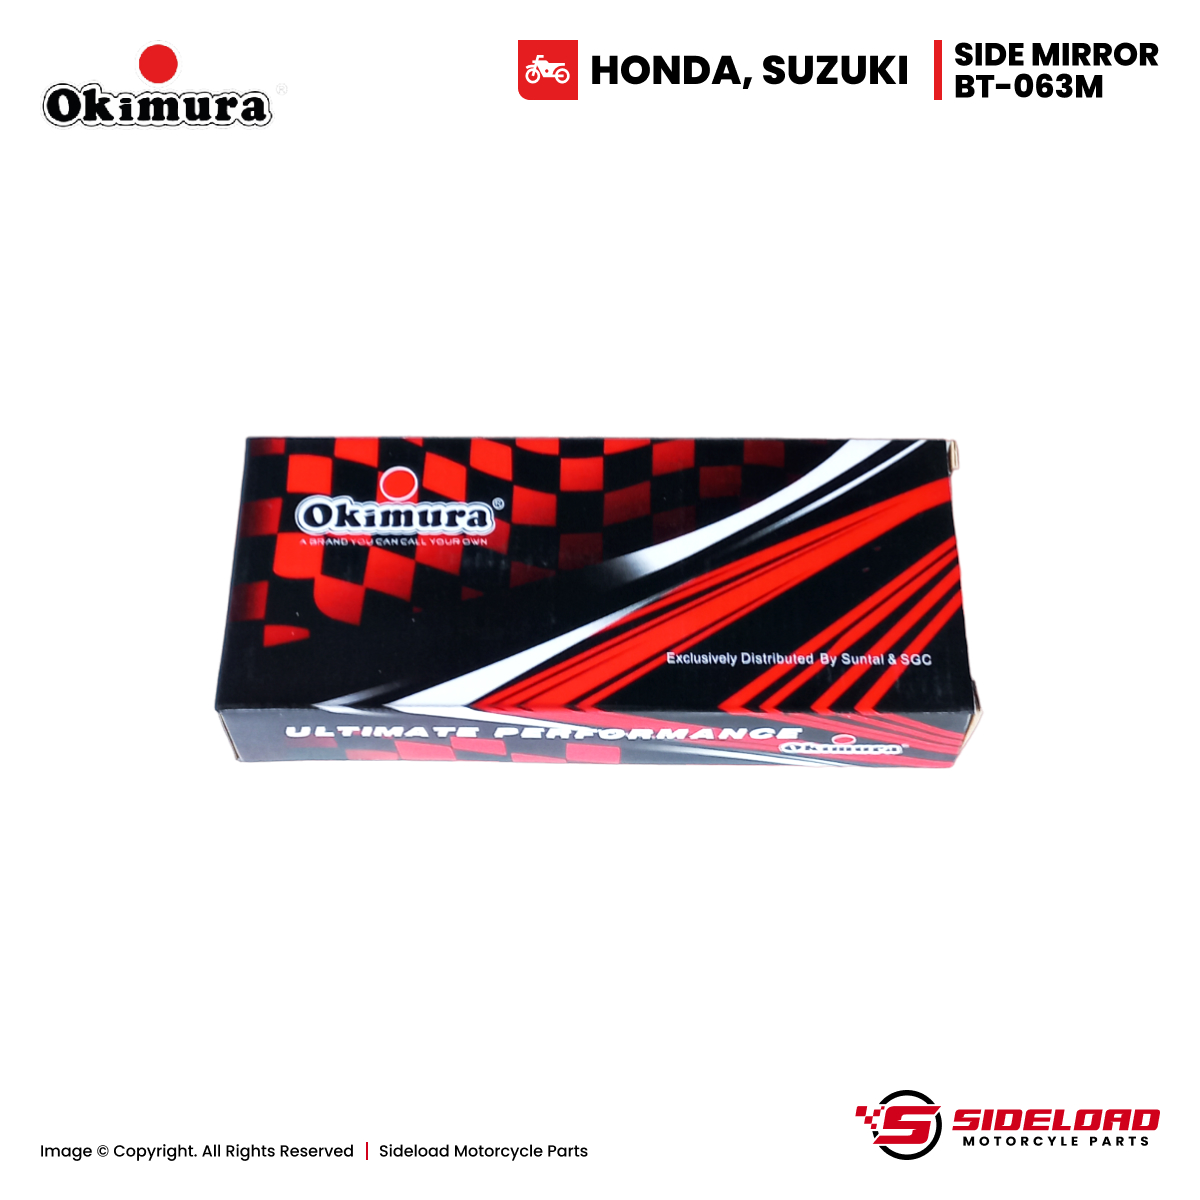 Okimura ®
HONDA, SUZUKI
SIDE MIRROR
BT-063M
Okimura ®
A BRAND YOU CAN CALL YOUR OWN
Exclusively Distributed By Suntal & SGC
ULTIMATE PERFORMANCE
Okimura ®
SIDELOAD
MOTORCYLE PARTS
Image © Copyright. All Rights Reserved | Sideload Motorcycle Parts